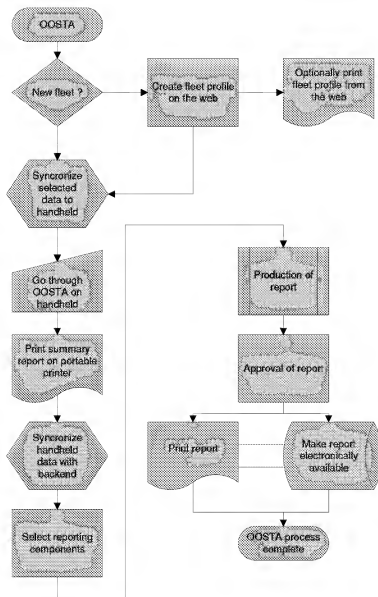 OOSTA
New fleet ?
Create fleet profile
on the web
Optionally print
fleet profile from
the web
Syncronize
selected
data to
handheld
Go through
OOSTA on
handheld
Print summary
report on portable
printer
Syncronize
handheld
data with
backend
Select reporting
components
Production of
report
Approval of report
Print report
Make report
electronically
available
OOSTA process
complete